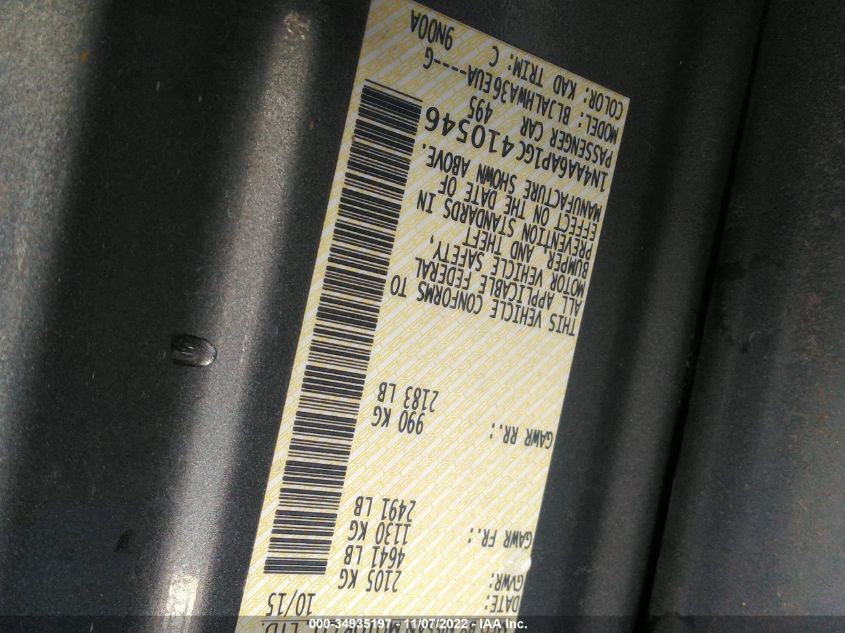 LTD.
DATE: 10/15
GVWR: 2105 KG
4641 LB
GAWR FR.: 1130 KG
2491 LB
GAWR RR.: 990 KG
2183 LB
THIS VEHICLE CONFORMS TO
ALL APPLICABLE FEDERAL
MOTOR VEHICLE SAFETY,
BUMPER AND THEFT
PREVENTION STANDARDS IN
EFFECT ON THE DATE OF
MANUFACTURE SHOWN ABOVE.
1N4AA6AP1GC410546
PASSENGER CAR 495
MODEL: BLJALHWA36EUA----G
COLOR: KAD TRIM: C 9N00A
000-34935197 - 11/07/2022 - IAA Inc.